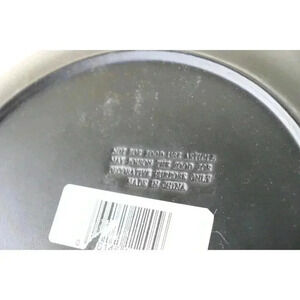 NOT FOR FOOD USE ARTICLE
MAY POISON THE FOOD FOR
DECORATIVE PURPOSE ONLY
MADE IN CHINA